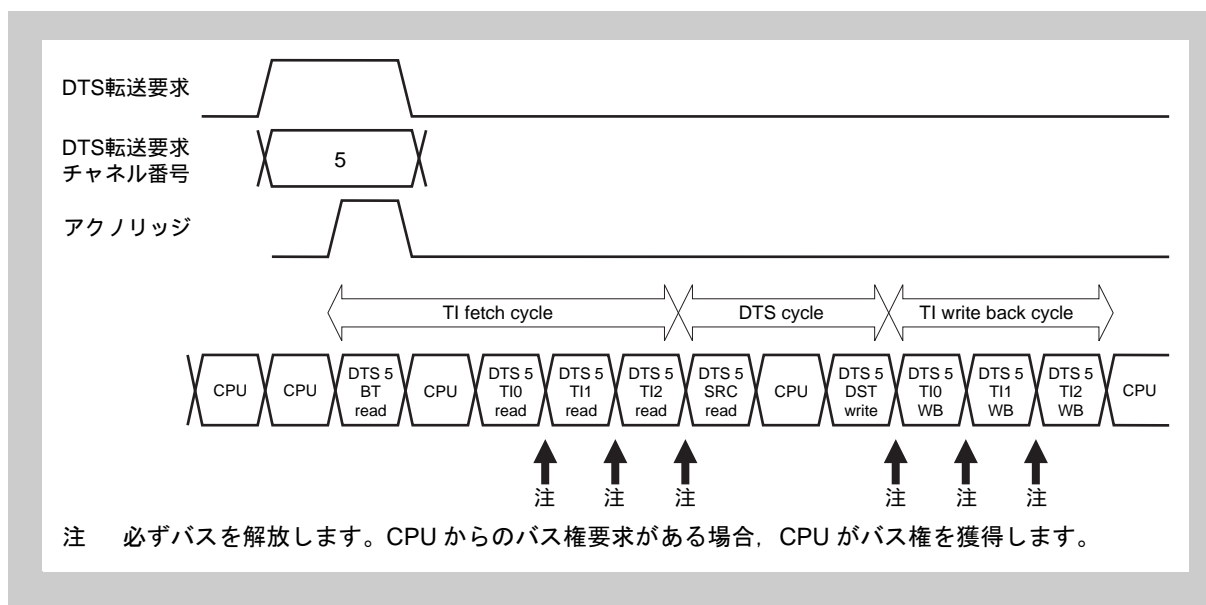 DTS転送要求
DTS転送要求
チャネル番号
5
アクノリッジ
TI fetch cycle
DTS cycle
TI write back cycle
CPU
CPU
DTS 5
BT
read
CPU
DTS 5
TI0
read
DTS 5
TI1
read
DTS 5
TI2
read
DTS 5
SRC
read
CPU
DTS 5
DST
write
DTS 5
TI0
WB
DTS 5
TI1
WB
DTS 5
TI2
WB
CPU
注
注
注
注
注
注
注 必ずバスを解放します。CPU からのバス権要求がある場合,CPU がバス権を獲得します。